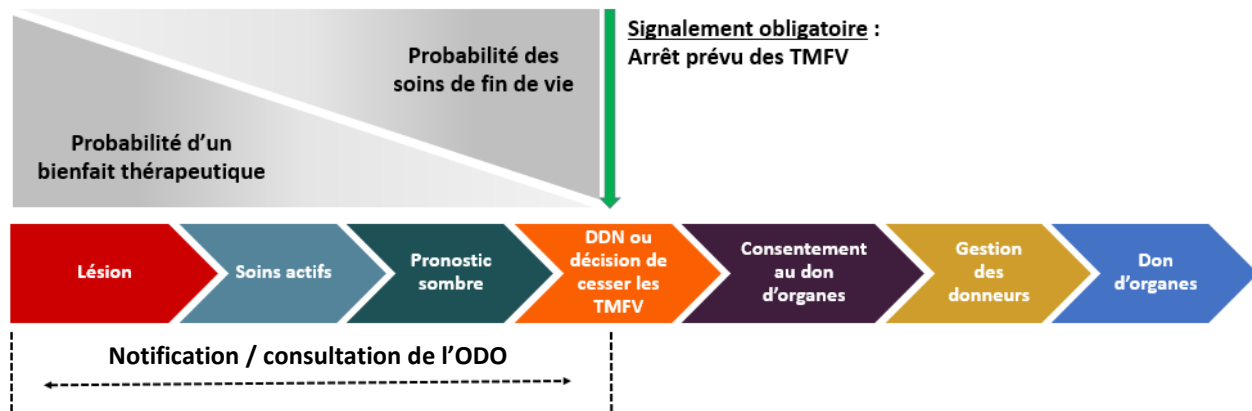 Probabilité des
soins de fin de vie
Signalement obligatoire :
Arrêt prévu des TMFV
Probabilité d'un
bienfait thérapeutique
Lésion
Soins actifs
Pronostic
sombre
DDN ou
décision de
cesser les
TMFV
Consentement
au don
d'organes
Gestion
des
donneurs
Don
d'organes
Notification / consultation de l'ODO